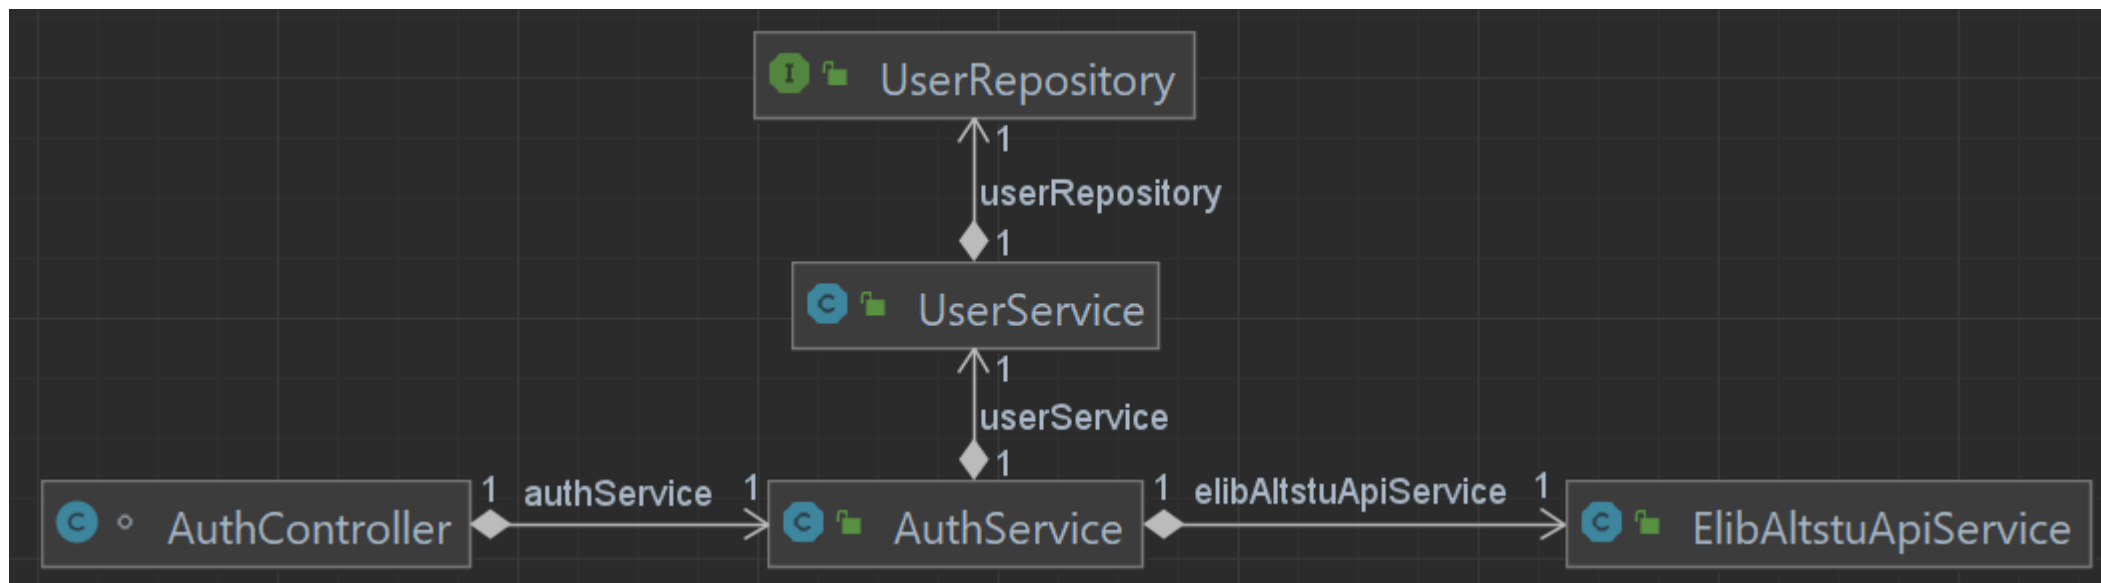 I UserRepository
1
userRepository
1
C UserService
1
userService
1
C AuthController
1 authService 1
C AuthService
1 elibAltstuApiService 1
C ElibAltstuApiService